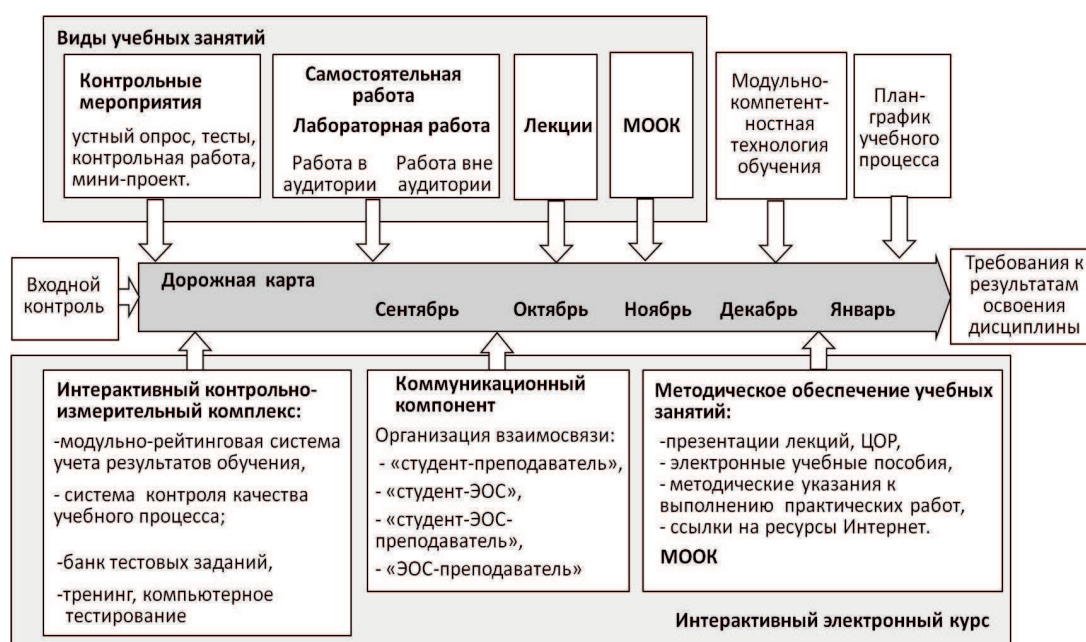 Виды учебных занятий
Контрольные
мероприятия
устный опрос, тесты,
контрольная работа,
мини-проект.
Самостоятельная
работа
Лабораторная работа
Работа в
аудитории
Работа вне
аудитории
Лекции
МООК
Модульно-
компетент-
ностная
технология
обучения
План-
график
учебного
процесса
Входной
контроль
Дорожная карта
Сентябрь
Октябрь
Ноябрь
Декабрь
Январь
Требования к
результатам
освоения
дисциплины
Интерактивный контрольно-
измерительный комплекс:
-модульно-рейтинговая система
учета результатов обучения,
- система контроля качества
учебного процесса;
-банк тестовых заданий,
-тренинг, компьютерное
тестирование
Коммуникационный
компонент
Организация взаимосвязи:
- «студент-преподаватель»,
- «студент-ЭОС»,
- «студент-ЭОС-
преподаватель»,
- «ЭОС-преподаватель»
Методическое обеспечение учебных
занятий:
-презентации лекций, ЦОР,
- электронные учебные пособия,
- методические указания к
выполнению практических работ,
- ссылки на ресурсы Интернет.
МООК
Интерактивный электронный курс